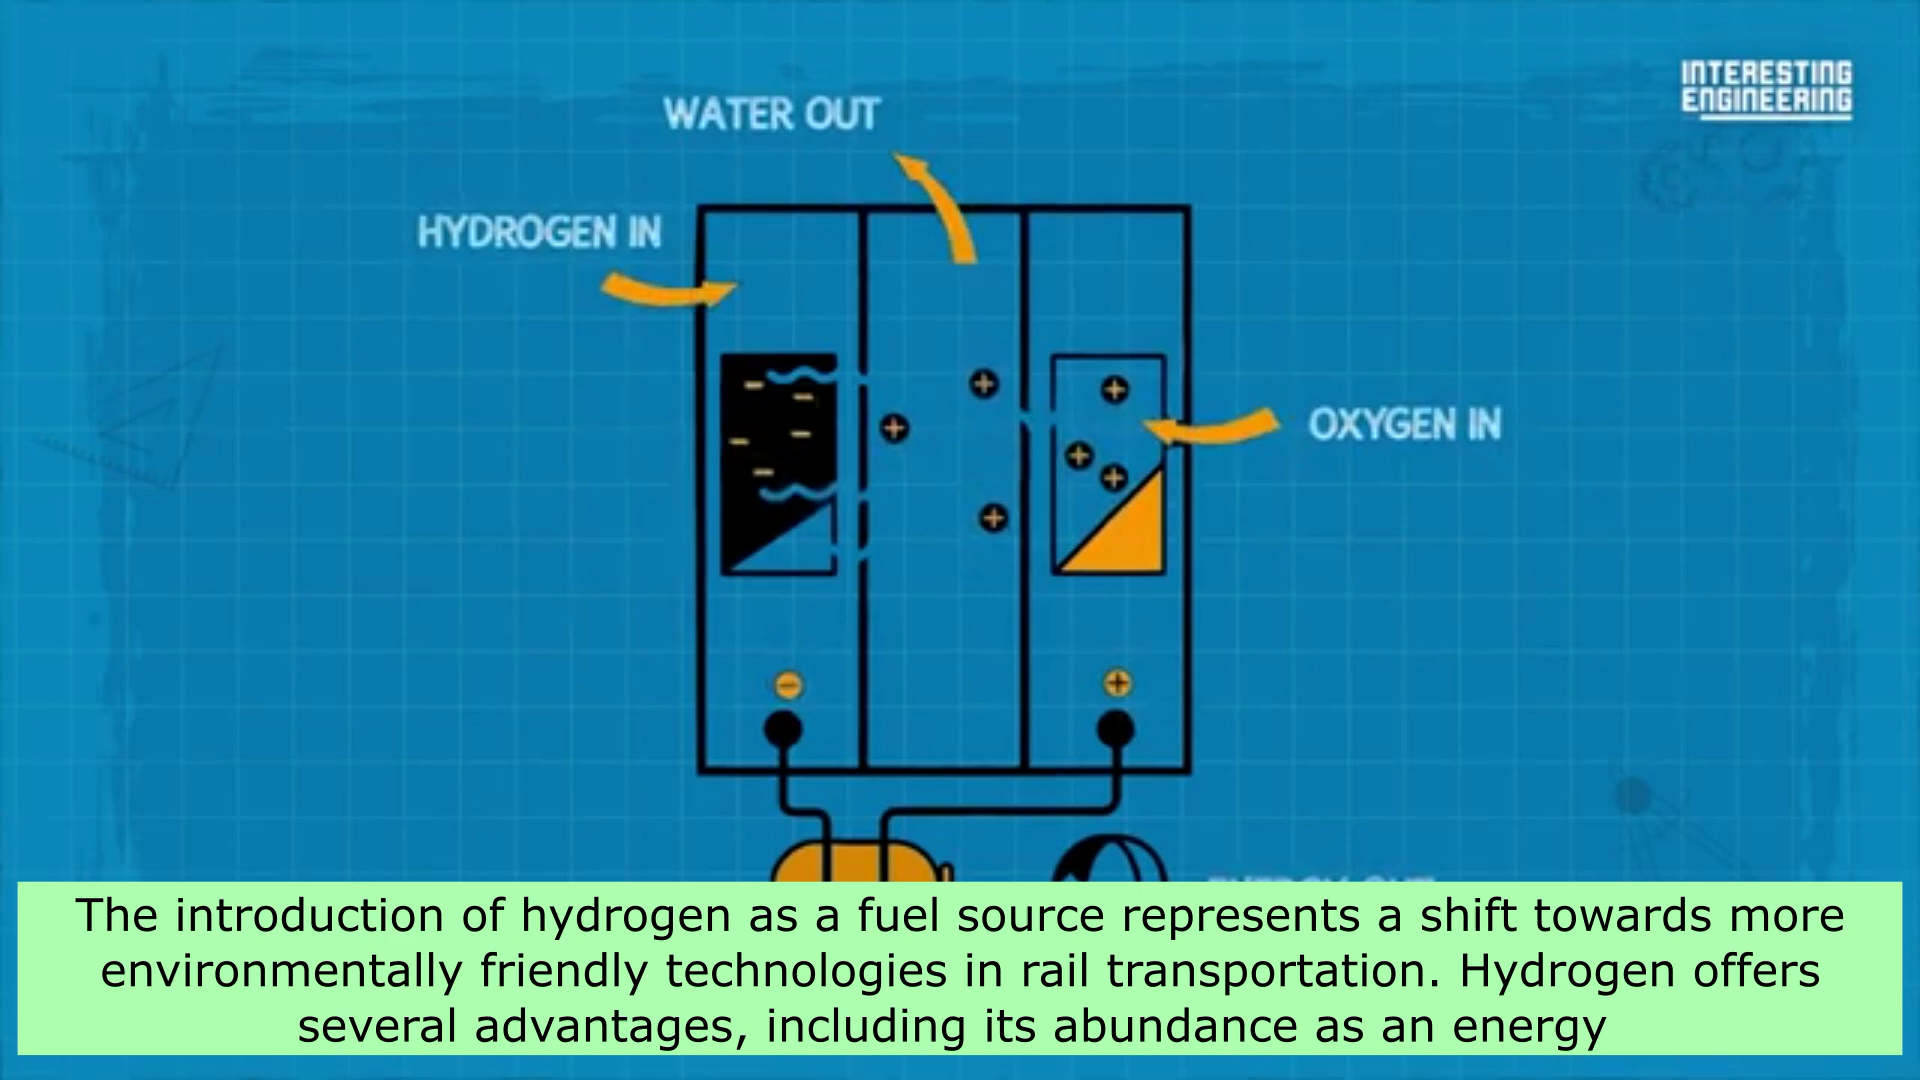 INTERESTING
ENGINEERING
WATER OUT
HYDROGEN IN
OXYGEN IN
The introduction of hydrogen as a fuel source represents a shift towards more
environmentally friendly technologies in rail transportation. Hydrogen offers
several advantages, including its abundance as an energy